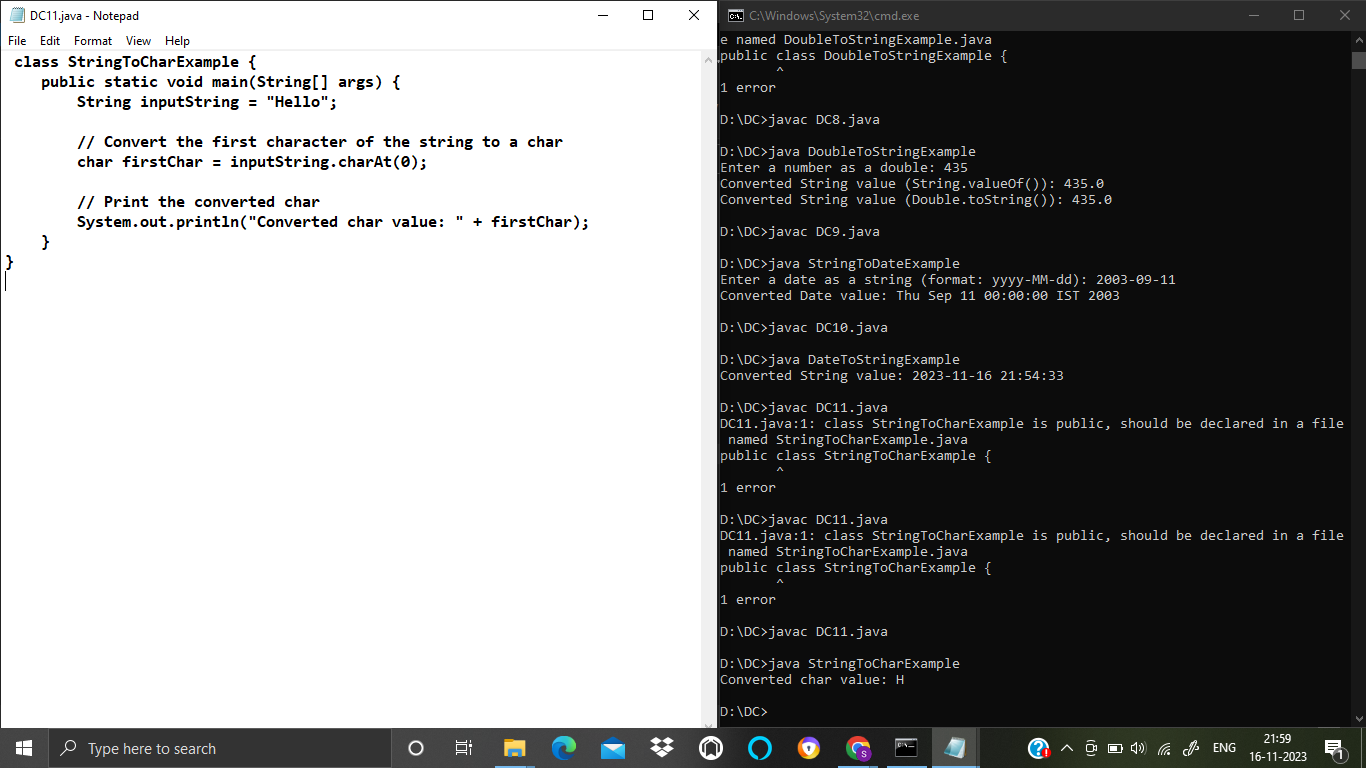 DC11.java - Notepad
File Edit Format View Help
class StringToCharExample {
public static void main(String[] args) {
String inputString = "Hello";
// Convert the first character of the string to a char
char firstChar = inputString.charAt(0);
// Print the converted char
System.out.println("Converted char value: " + firstChar);
}
}
C:\Windows\System32\cmd.exe
e named DoubleToStringExample.java
public class DoubleToStringExample {
^
1 error
D:\DC>javac DC8.java
D:\DC>java DoubleToStringExample
Enter a number as a double: 435
Converted String value (String.valueOf()): 435.0
Converted String value (Double.toString()): 435.0
D:\DC>javac DC9.java
D:\DC>java StringToDateExample
Enter a date as a string (format: yyyy-MM-dd): 2003-09-11
Converted Date value: Thu Sep 11 00:00:00 IST 2003
D:\DC>javac DC10.java
D:\DC>java DateToStringExample
Converted String value: 2023-11-16 21:54:33
D:\DC>javac DC11.java
DC11.java:1: class StringToCharExample is public, should be declared in a file
named StringToCharExample.java
public class StringToCharExample {
^
1 error
D:\DC>javac DC11.java
DC11.java:1: class StringToCharExample is public, should be declared in a file
named StringToCharExample.java
public class StringToCharExample {
^
1 error
D:\DC>javac DC11.java
D:\DC>java StringToCharExample
Converted char value: H
D:\DC>
Type here to search
S
ENG
21:59
16-11-2023
1